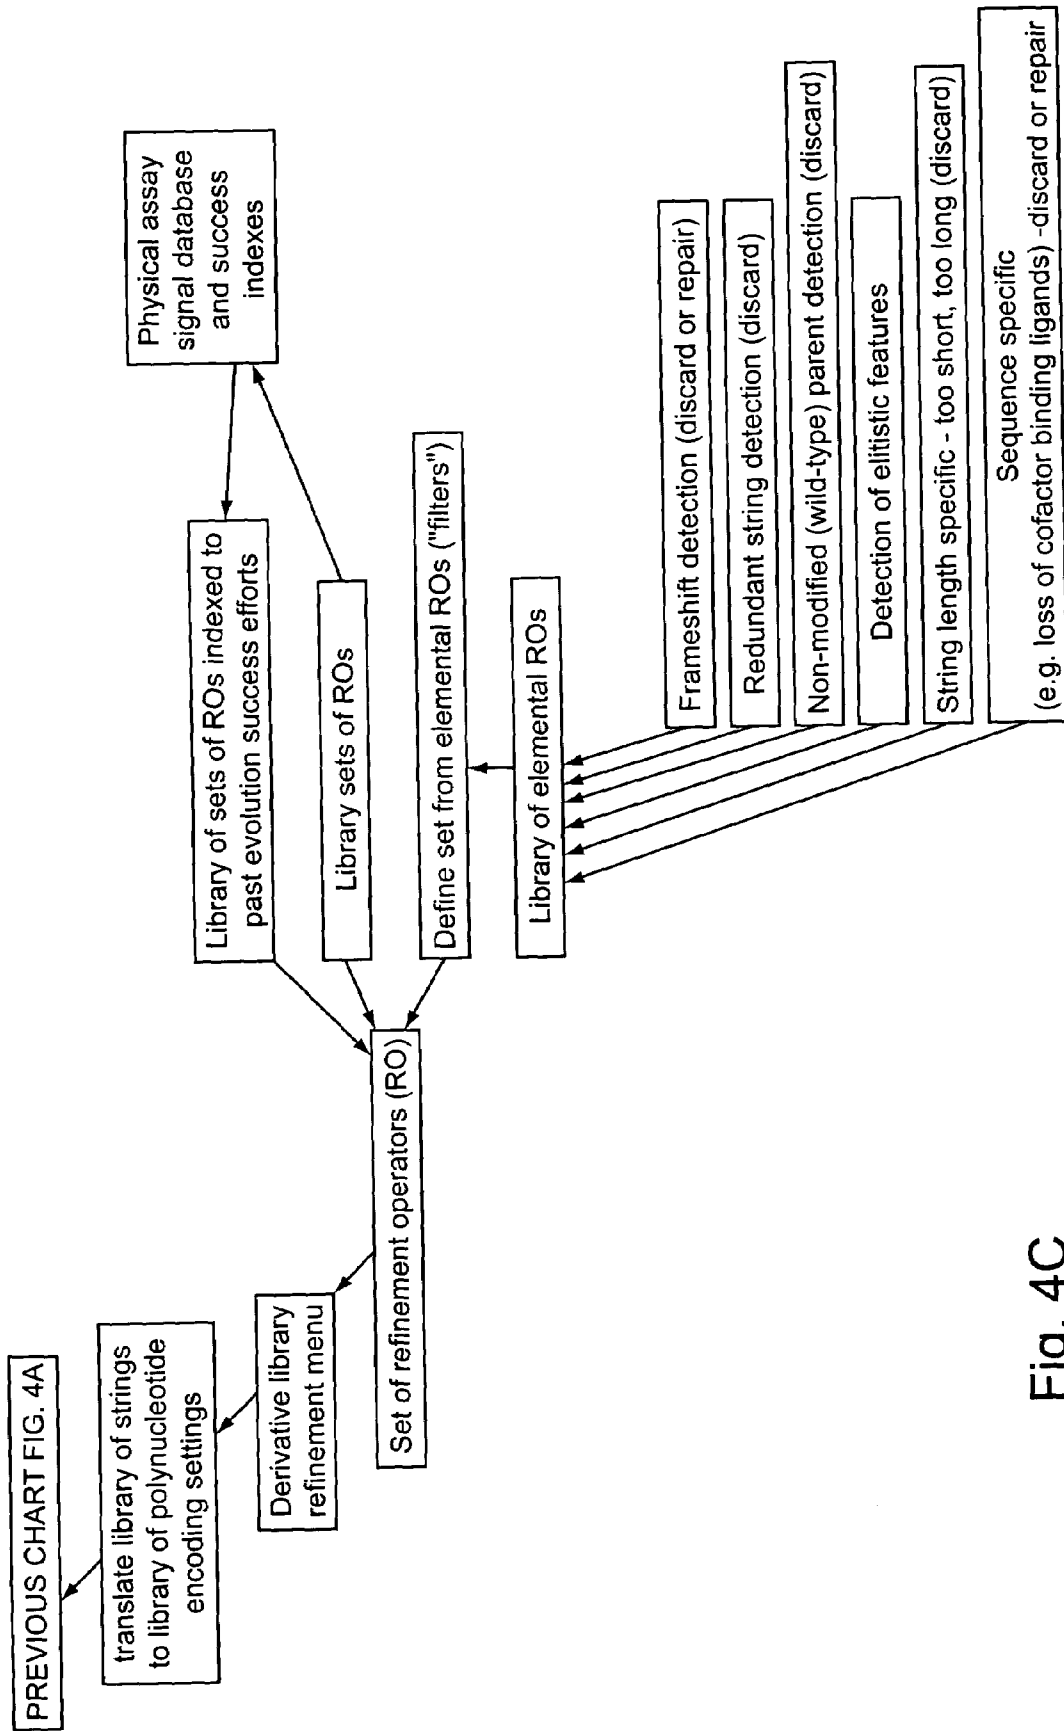 PREVIOUS CHART FIG. 4A
translate library of strings
to library of polynucleotide
encoding settings
Derivative library
refinement menu
Set of refinement operators (RO)
Library of sets of ROs indexed to
past evolution success efforts
Physical assay
signal database
and success
indexes
Library sets of ROs
Define set from elemental ROs ("filters")
Library of elemental ROs
Frameshift detection (discard or repair)
Redundant string detection (discard)
Non-modified (wild-type) parent detection (discard)
Detection of elitistic features
String length specific - too short, too long (discard)
Sequence specific
(e.g. loss of cofactor binding ligands) -discard or repair
Fig. 4C